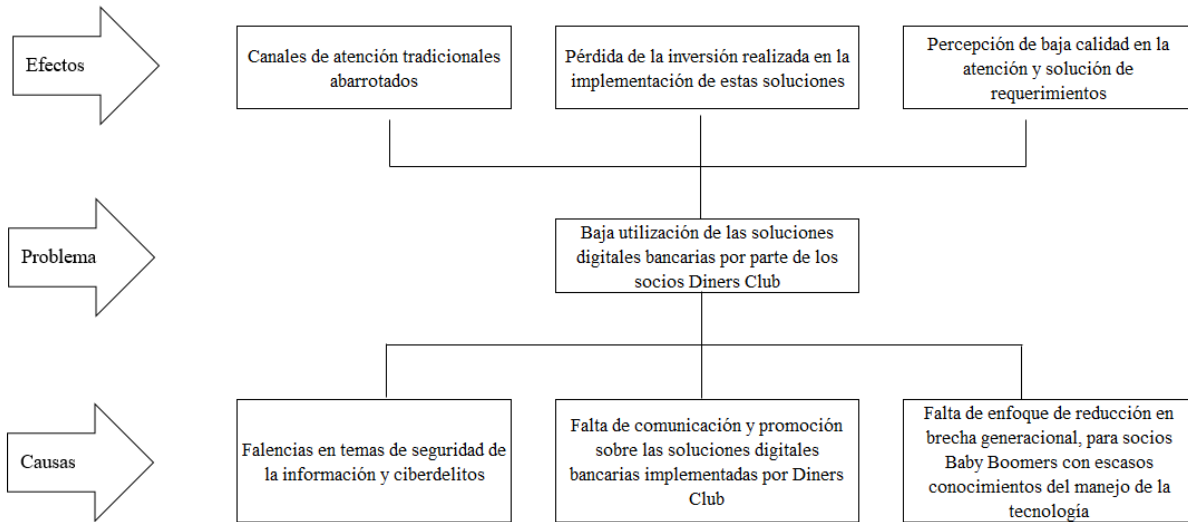 Efectos
Canales de atención tradicionales
abarrotados
Pérdida de la inversión realizada en la
implementación de estas soluciones
Percepción de baja calidad en la
atención y solución de
requerimientos
Problema
Baja utilización de las soluciones
digitales bancarias por parte de los
socios Diners Club
Causas
Falencias en temas de seguridad de
la información y ciberdelitos
Falta de comunicación y promoción
sobre las soluciones digitales
bancarias implementadas por Diners
Club
Falta de enfoque de reducción en
brecha generacional, para socios
Baby Boomers con escasos
conocimientos del manejo de la
tecnología